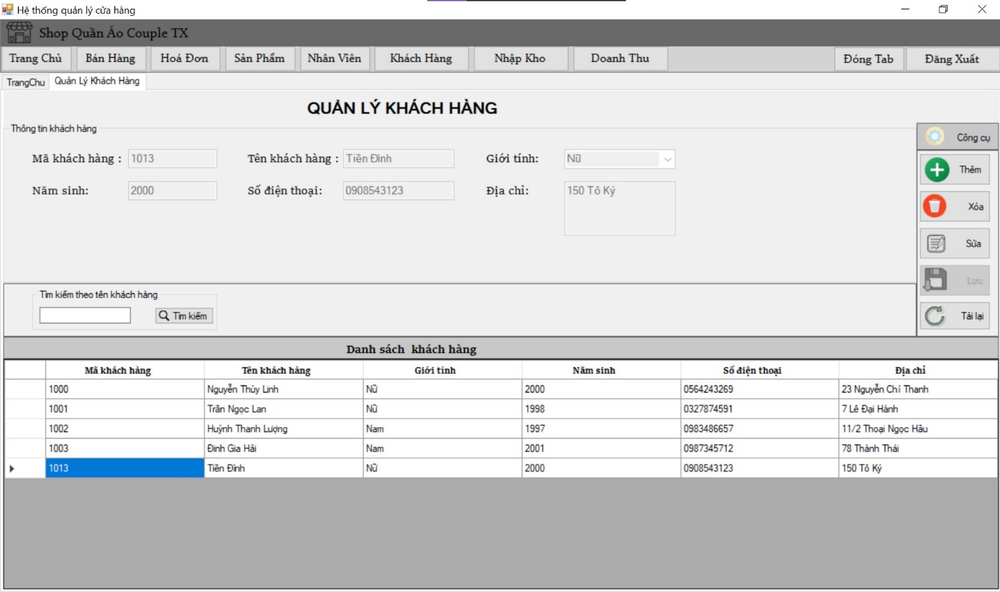 Hệ thống quản lý cửa hàng
Shop Quần Áo Couple TX
Trang Chủ Bán Hàng Hoá Đơn Sản Phẩm Nhân Viên Khách Hàng Nhập Kho Doanh Thu Đóng Tab Đăng Xuất
TrangChu Quản Lý Khách Hàng
QUẢN LÝ KHÁCH HÀNG
Thông tin khách hàng
Công cụ
Mã khách hàng : 1013 Tên khách hàng : Tiền Đình Giới tính: Nữ
Thêm
Năm sinh: 2000 Số điện thoại: 0908543123 Địa chỉ: 150 Tô Ký
Xóa
Sửa
Lưu
Tìm kiếm theo tên khách hàng
Tìm kiếm
Tải lại
Danh sách khách hàng
Mã khách hàng Tên khách hàng Giới tính Năm sinh Số điện thoại Địa chỉ
1000 Nguyễn Thùy Linh Nữ 2000 0564243269 23 Nguyễn Chí Thanh
1001 Trần Ngọc Lan Nữ 1998 0327874591 7 Lê Đại Hành
1002 Huỳnh Thanh Lượng Nam 1997 0983486657 11/2 Thoại Ngọc Hầu
1003 Đinh Gia Hải Nam 2001 0987345712 78 Thành Thái
1013 Tiền Đình Nữ 2000 0908543123 150 Tô Ký